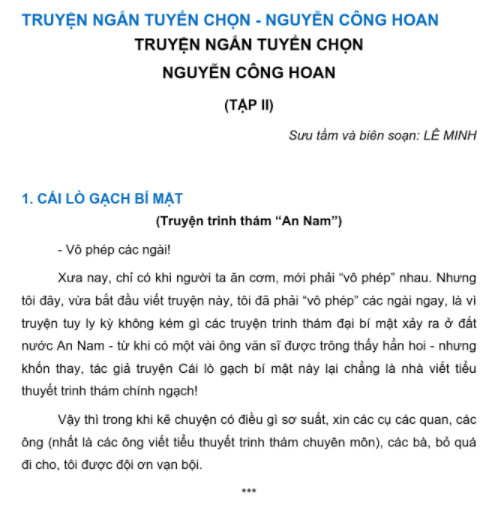 TRUYỆN NGẮN TUYỂN CHỌN - NGUYỄN CÔNG HOAN
TRUYỆN NGẮN TUYỂN CHỌN
NGUYỄN CÔNG HOAN
(TẬP II)
Sưu tầm và biên soạn: LÊ MINH
1. CÁI LÒ GẠCH BÍ MẬT
(Truyện trinh thám “An Nam”)
- Vô phép các ngài!
Xưa nay, chỉ có khi người ta ăn cơm, mới phải “vô phép” nhau. Nhưng
tôi đây, vừa bắt đầu viết truyện này, tôi đã phải “vô phép” các ngài ngay, là vì
truyện tuy ly kỳ không kém gì các truyện trinh thám đại bí mật xảy ra ở đất
nước An Nam - từ khi có một vài ông văn sĩ được trông thấy hẳn hoi - nhưng
khốn thay, tác giả truyện Cái lò gạch bí mật này lại chẳng là nhà viết tiểu
thuyết trinh thám chính ngạch!
Vậy thì trong khi kẽ chuyện có điều gì sơ suất, xin các cụ các quan, các
ông (nhất là các ông viết tiểu thuyết trinh thám chuyên môn), các bà, bỏ quá
đi cho, tôi được đội ơn vạn bội.
***